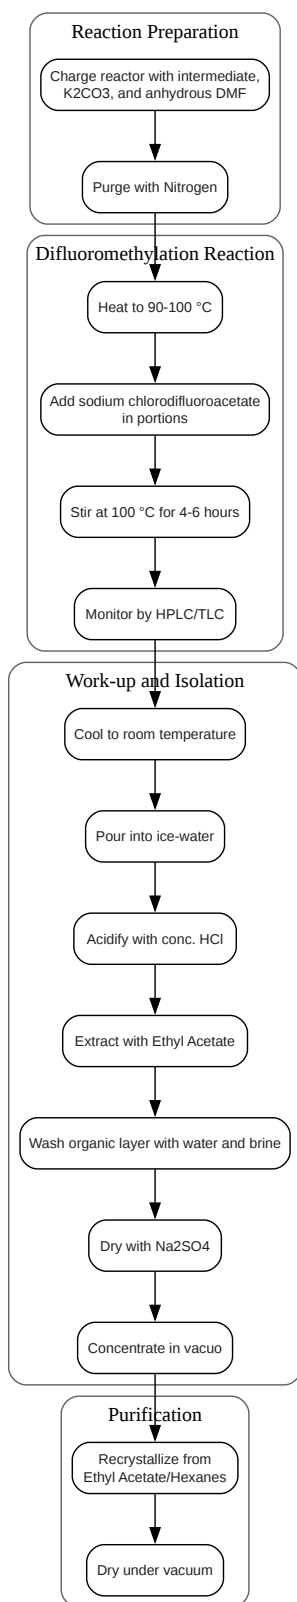 Reaction Preparation
Charge reactor with intermediate,
K2CO3, and anhydrous DMF
Purge with Nitrogen
Difluoromethylation Reaction
Heat to 90-100 °C
Add sodium chlorodifluoroacetate
in portions
Stir at 100 °C for 4-6 hours
Monitor by HPLC/TLC
Work-up and Isolation
Cool to room temperature
Pour into ice-water
Acidify with conc. HCl
Extract with Ethyl Acetate
Wash organic layer with water and brine
Dry with Na2SO4
Concentrate in vacuo
Purification
Recrystallize from
Ethyl Acetate/Hexanes
Dry under vacuum